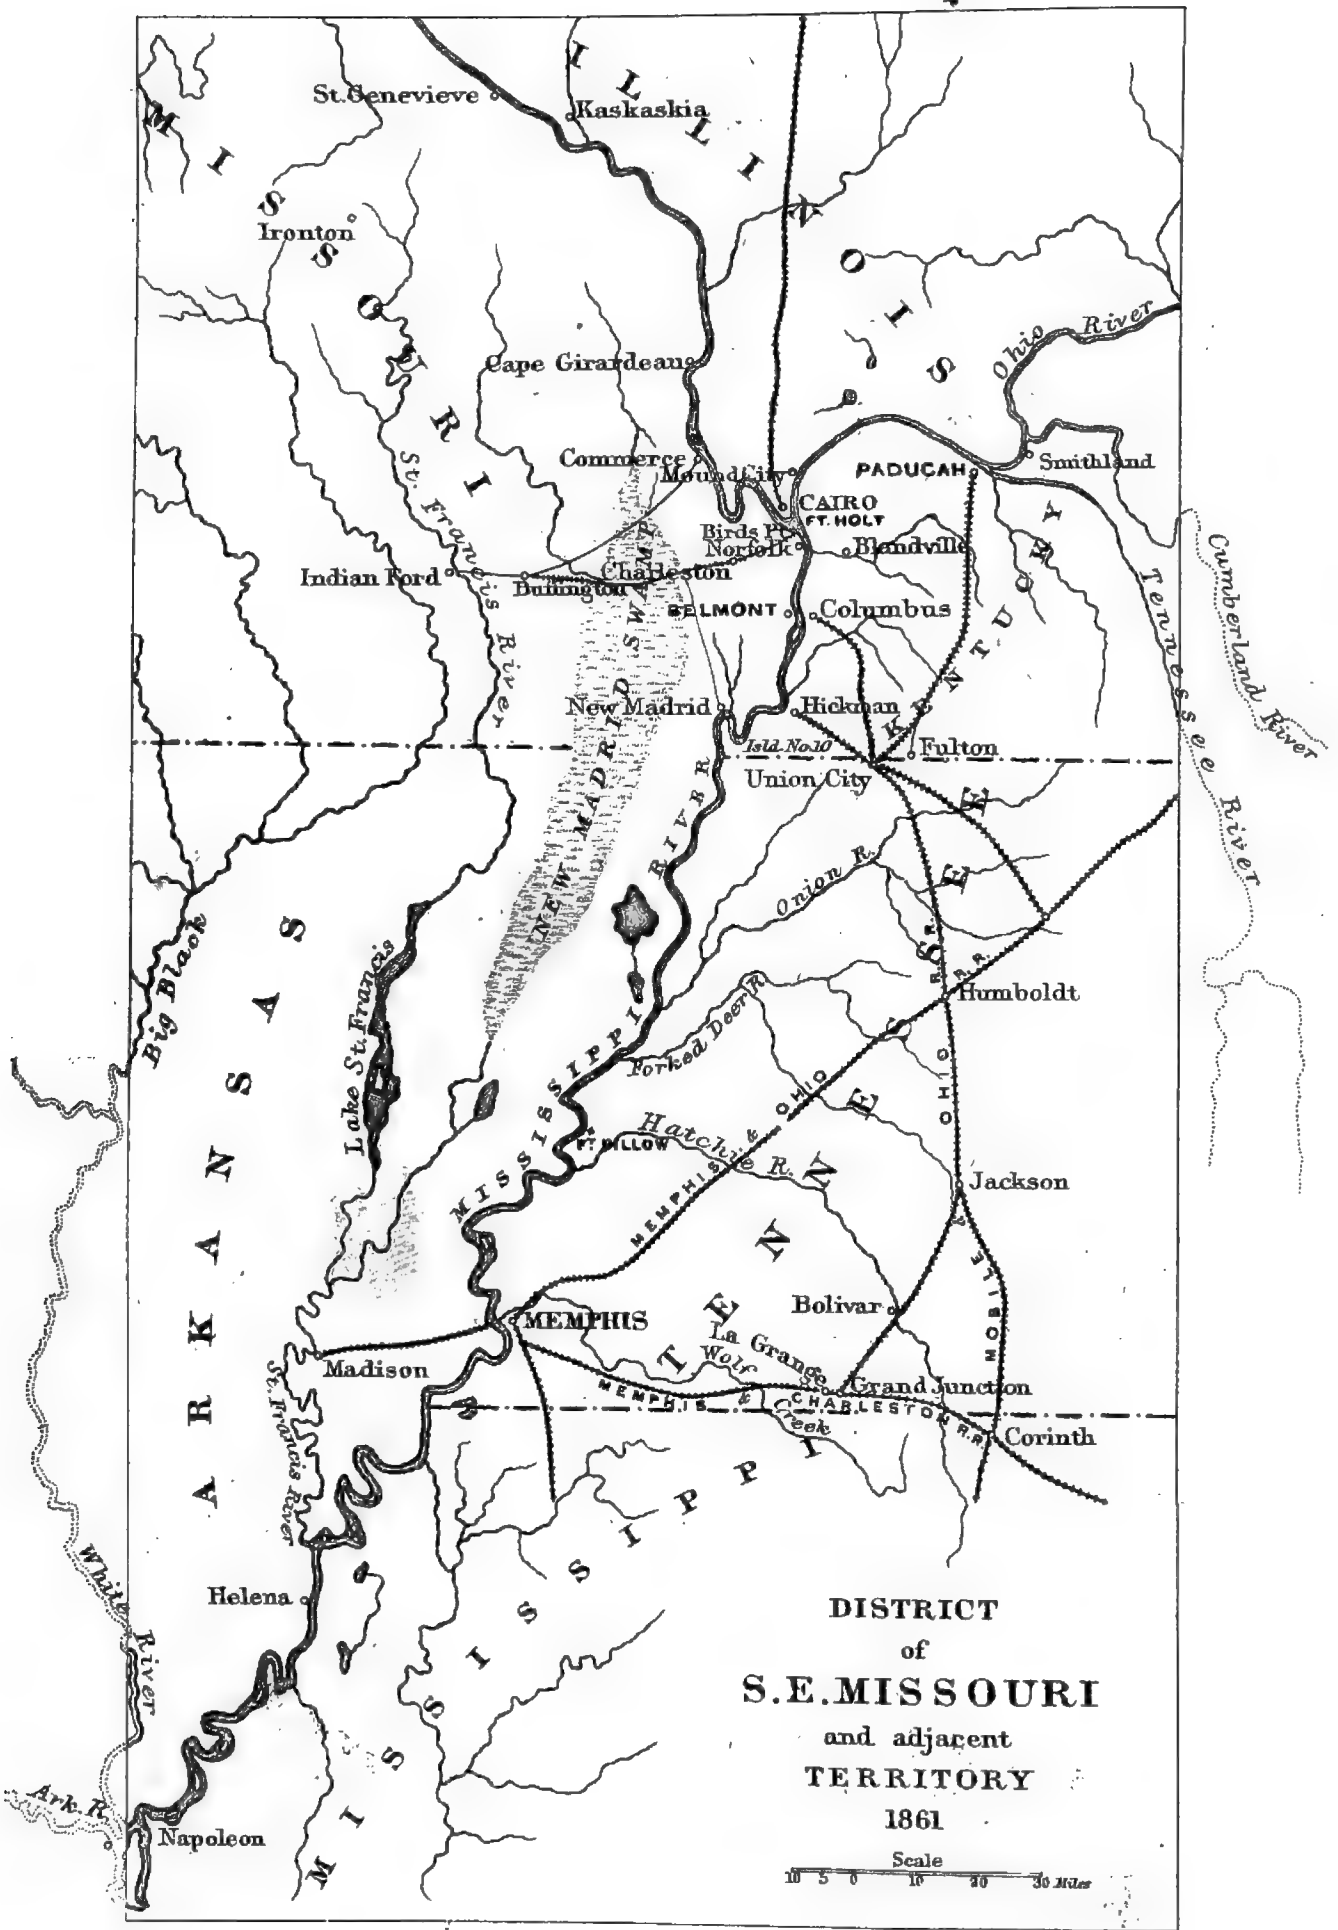 MISSOURI
ILLINOIS
St. Genevieve
Kaskaskia
Ironton
Ohio River
Cape Girardeau
Commerce
Mound City
PADUCAH
Smithland
CAIRO
FT. HOLT
Birds Pt.
Norfolk
Blandville
St. Francis River
Indian Ford
Charleston
BELMONT
Columbus
KENTUCKY
Tennessee River
Cumberland River
NEW MADRID SWAMP
New Madrid
Hickman
Isld. No. 10
Fulton
Union City
MISSISSIPPI RIVER
TENNESSEE
Onion R.
R. R.
R. R.
Humboldt
Big Black
ARKANSAS
Lake St. Francis
Forked Deer R.
MEMPHIS & OHIO
MOBILE & OHIO
Hatchie R.
FT. PILLOW
Jackson
Bolivar
MEMPHIS
La Grange
Wolf Creek
Grand Junction
Madison
MEMPHIS & CHARLESTON R.R.
Corinth
St. Francis River
MISSISSIPPI
White River
Helena
Ark. R.
Napoleon
DISTRICT
of
S.E. MISSOURI
and adjacent
TERRITORY
1861
Scale
10 5 0 10 20 30 Miles